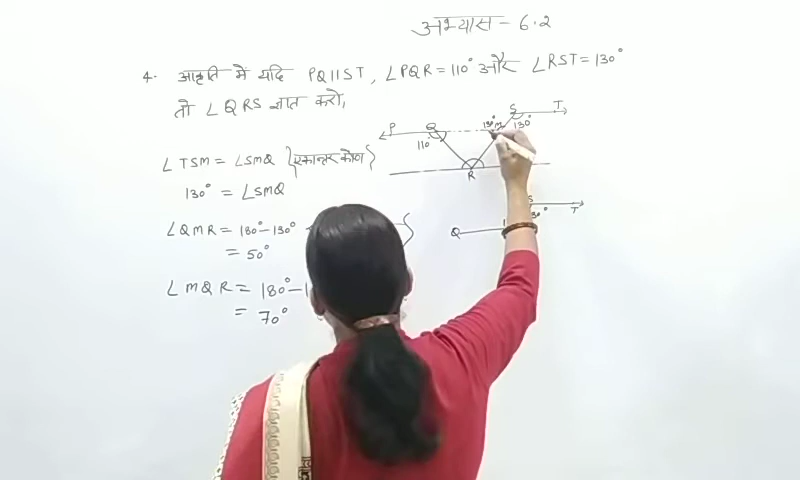 अभ्यास - 6.2
4. आकृति में यदि PQ||ST, ∠PQR = 110° और ∠RST = 130°
तो ∠QRS ज्ञात करो,
P Q 130° M S T
110 130°
R
∠TSM = ∠SMQ {एकान्तर कोण}
130° = ∠SMQ
S T
30°
Q
∠QMR = 180° - 130°
= 50°
∠MQR = 180° -
= 70°